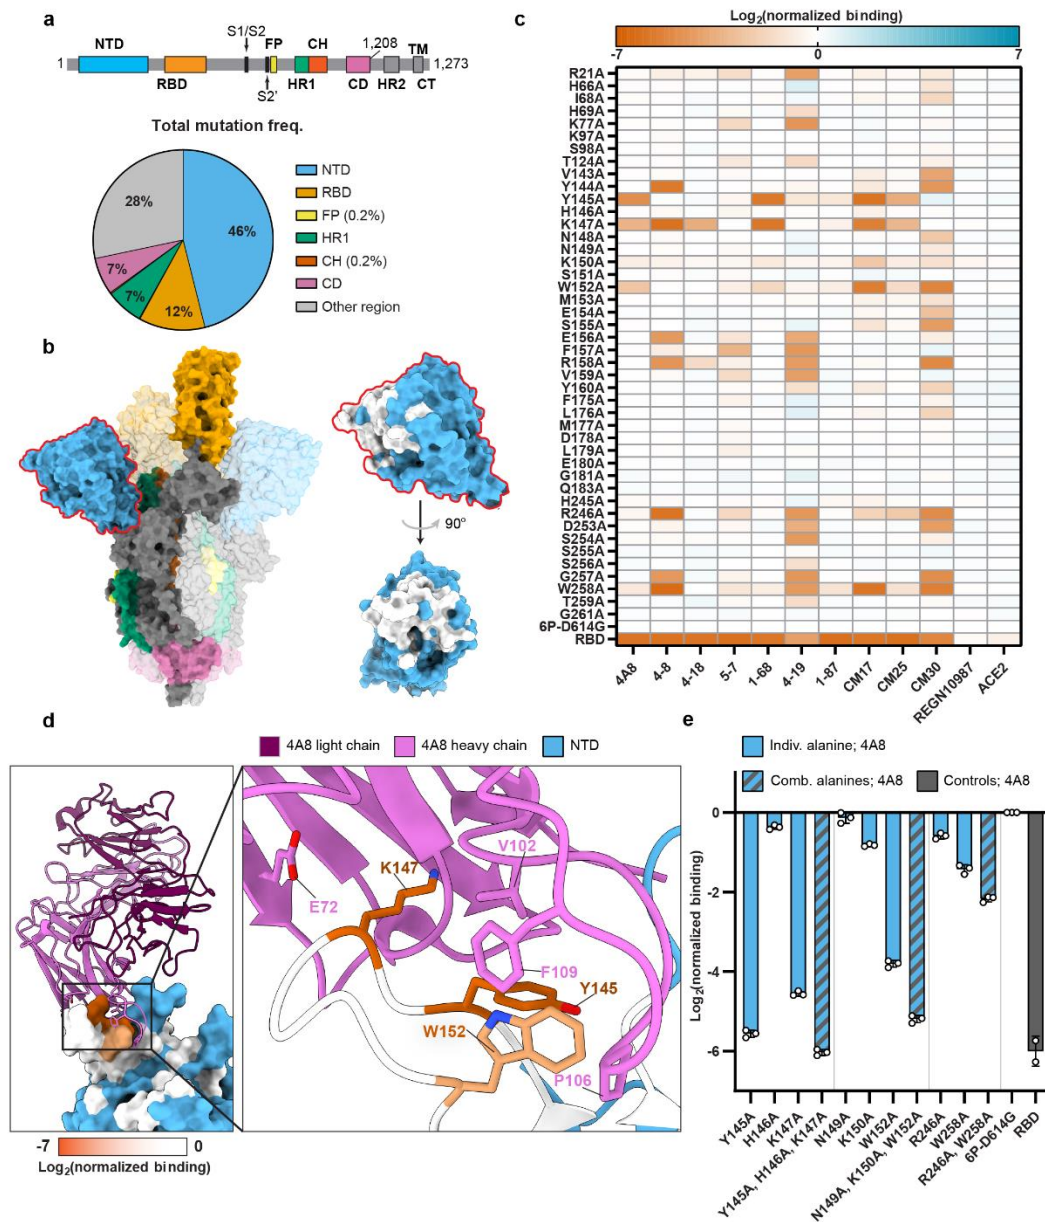 a
S1/S2
1,208
NTD
FP
CH
TM
1
1,273
RBD
S2'
HR1
CD
HR2
CT
Total mutation freq.
28%
46%
7%
7%
12%
NTD
RBD
FP (0.2%)
HR1
CH (0.2%)
CD
Other region
b
90°
c
Log2(normalized binding)
-7
0
7
R21A
H66A
I68A
H69A
K77A
K97A
S98A
T124A
V143A
Y144A
Y145A
H146A
K147A
N148A
N149A
K150A
S151A
W152A
M153A
E154A
S155A
E156A
F157A
R158A
V159A
Y160A
F175A
L176A
M177A
D178A
L179A
E180A
G181A
Q183A
H245A
R246A
D253A
S254A
S255A
S256A
G257A
W258A
T259A
G261A
6P-D614G
RBD
4A8
4-8
4-18
5-7
1-68
4-19
1-87
CM17
CM25
CM30
REGN10987
ACE2
d
4A8 light chain
4A8 heavy chain
NTD
V102
K147
E72
F109
Y145
W152
P106
-7
0
Log2(normalized binding)
e
Indiv. alanine; 4A8
Comb. alanines; 4A8
Controls; 4A8
Log2(normalized binding)
0
-2
-4
-6
Y145A
H146A
K147A
Y145A, H146A, K147A
N149A
K150A
W152A
N149A, K150A, W152A
R246A
W258A
R246A, W258A
6P-D614G
RBD